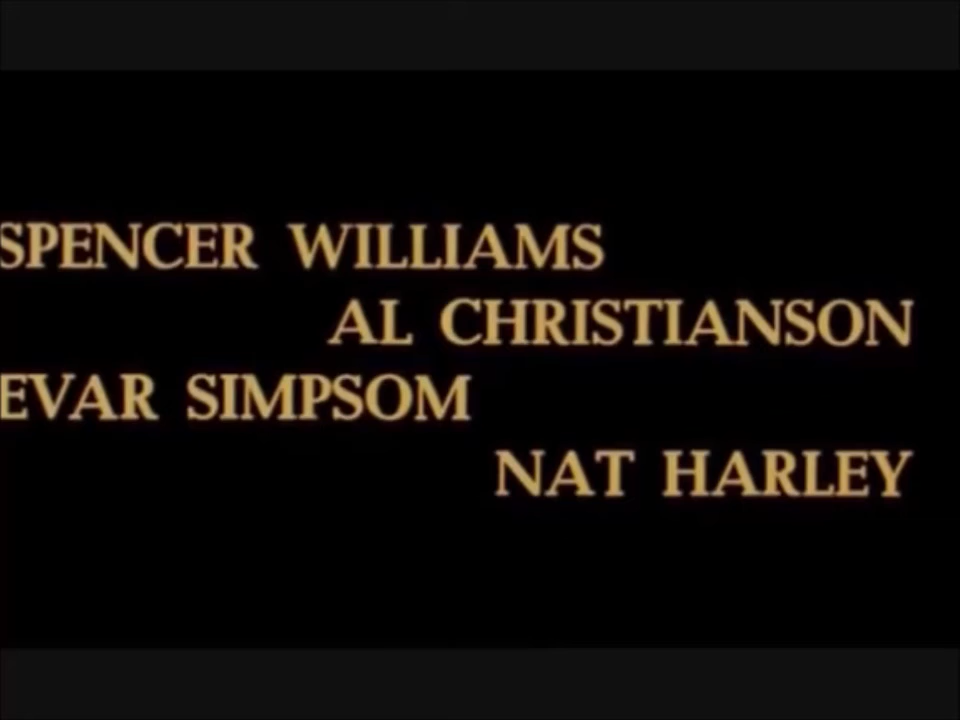 SPENCER WILLIAMS
AL CHRISTIANSON
EVAR SIMPSOM
NAT HARLEY